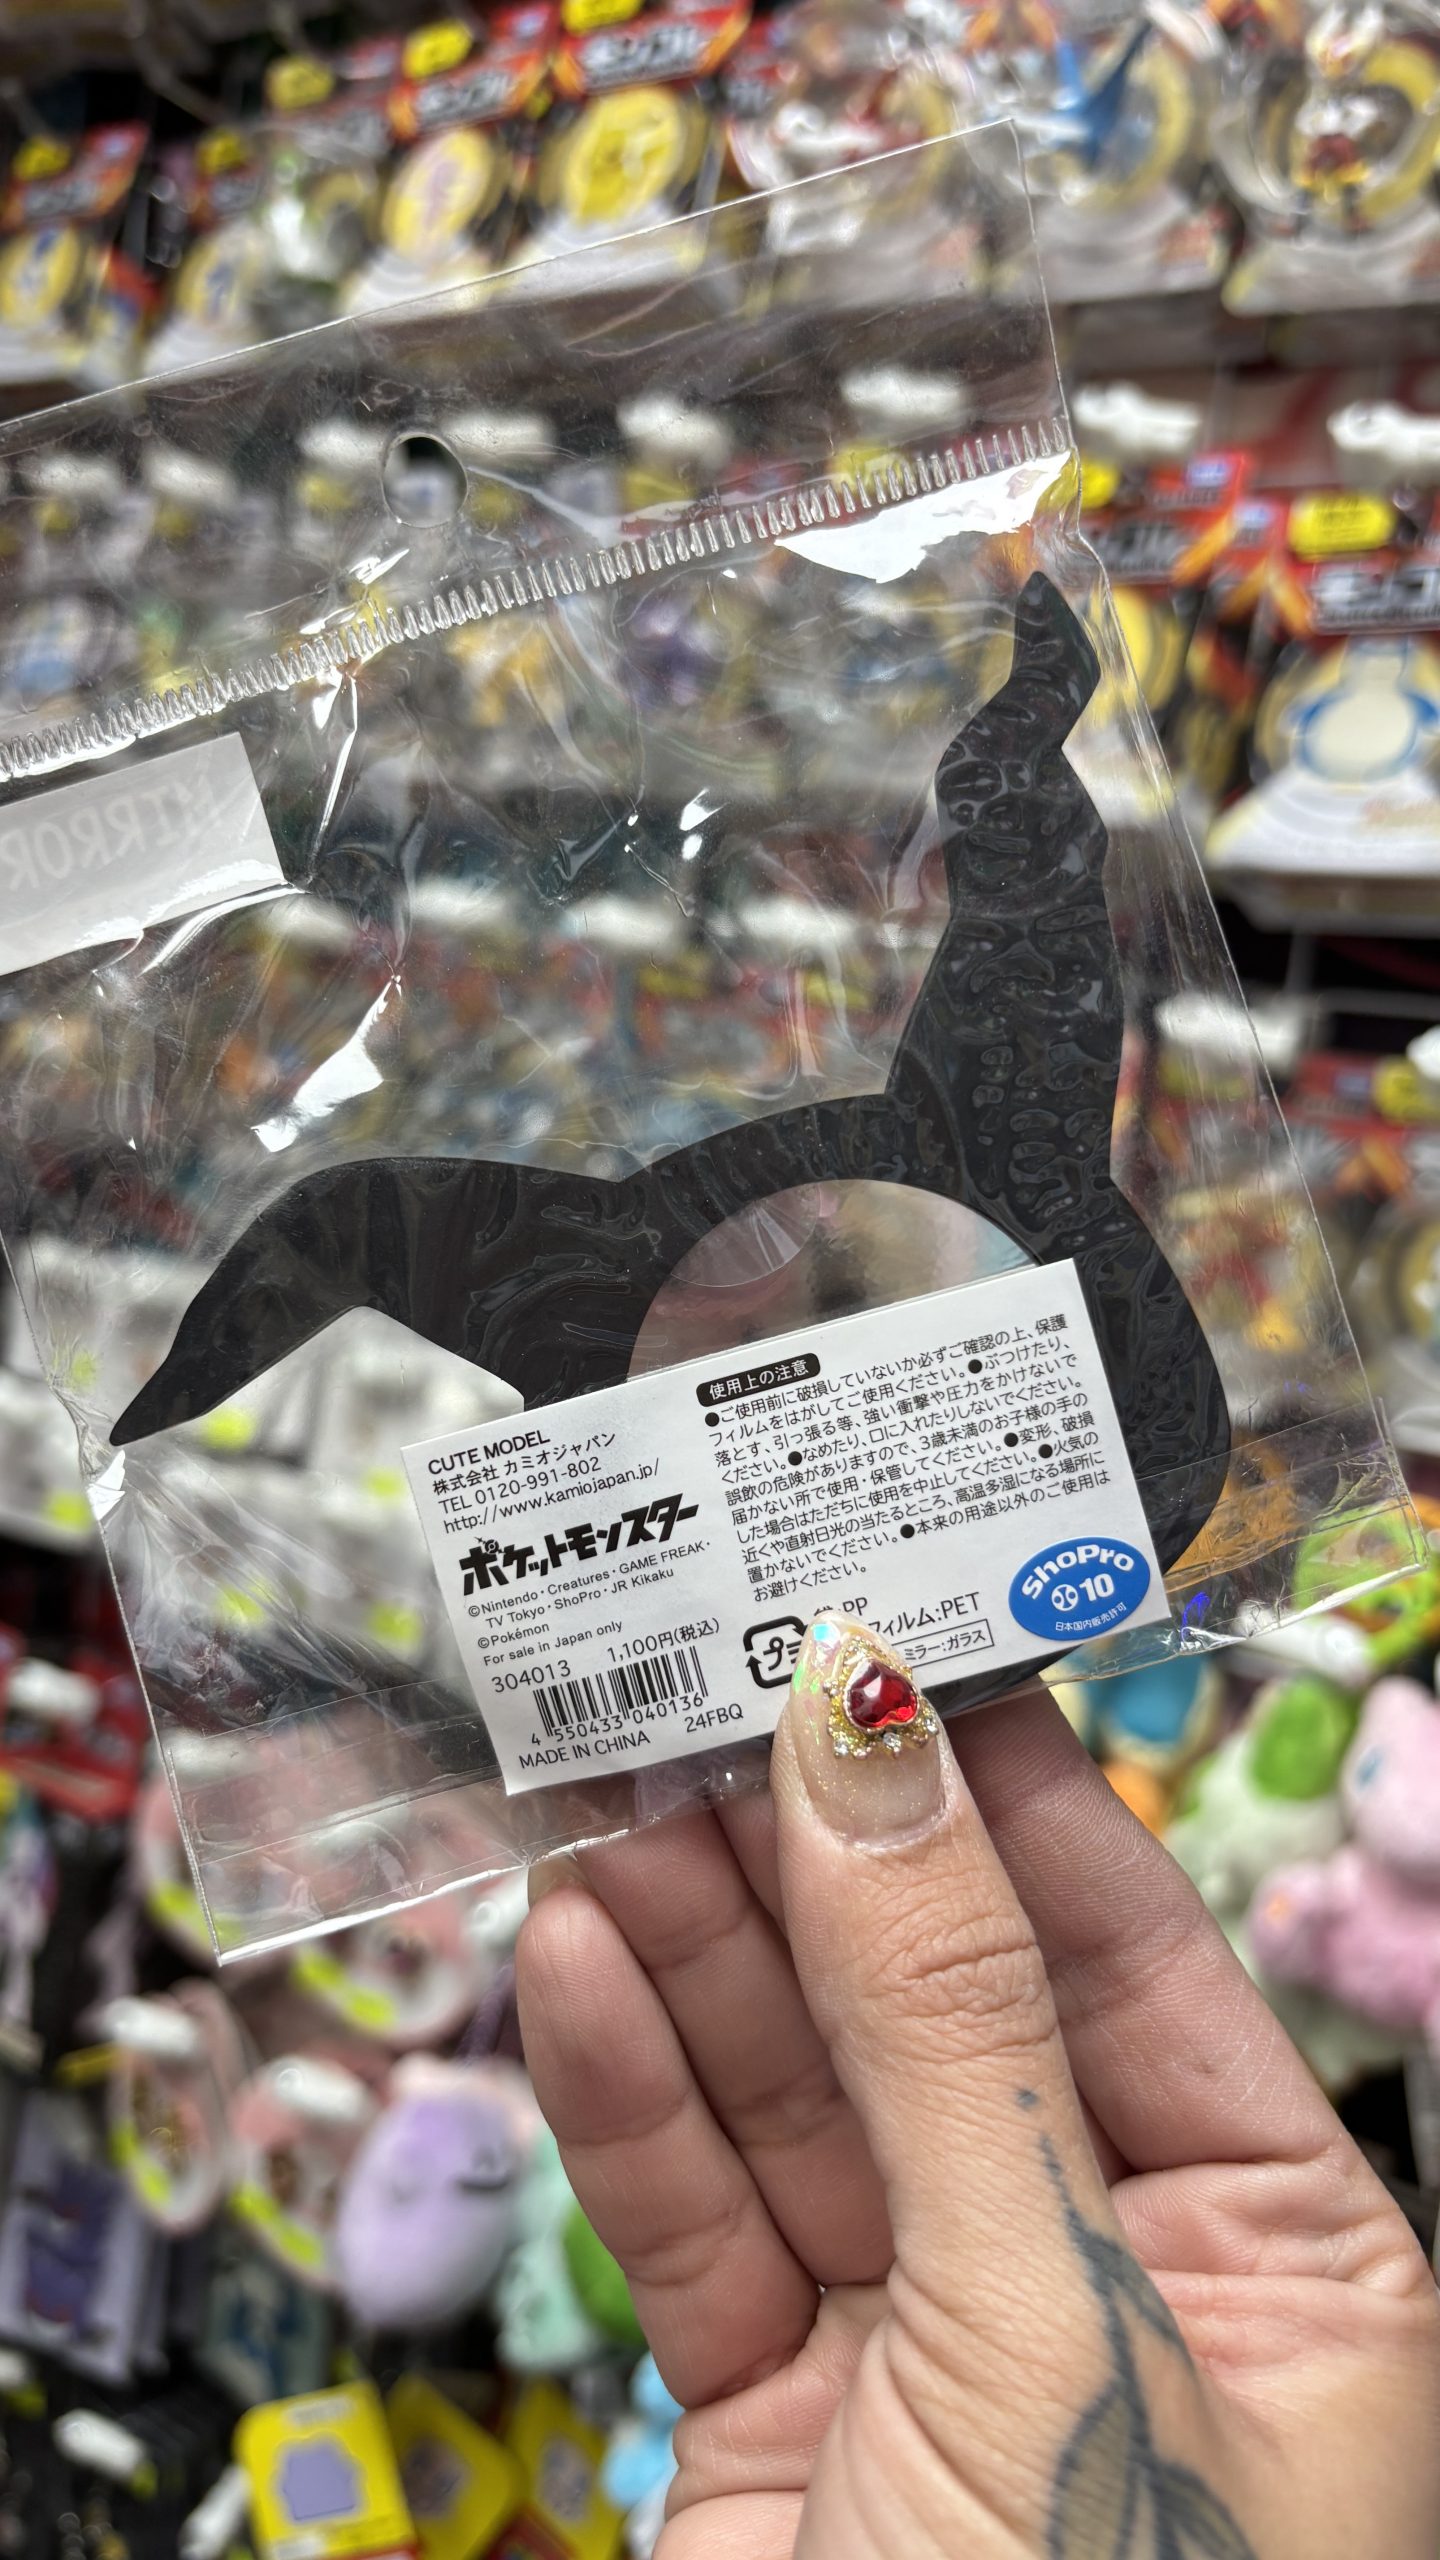 MIRROR
CUTE MODEL
株式会社 カミオジャパン
TEL 0120-991-802
http://www.kamiojapan.jp/
ポケットモンスター
©Nintendo・Creatures・GAME FREAK・
TV Tokyo・ShoPro・JR Kikaku
©Pokémon
For sale in Japan only
304013 1,100円(税込)
4 550433 040136
MADE IN CHINA 24FBQ
使用上の注意
●ご使用前に破損していないか必ずご確認の上、保護
フィルムをはがしてご使用ください。●ぶつけたり、
落とす、引っ張る等、強い衝撃や圧力をかけないで
ください。●なめたり、口に入れたりしないでください。
誤飲の危険がありますので、3歳未満のお子様の手の
届かない所で使用・保管してください。●変形、破損
した場合はただちに使用を中止してください。●火気の
近くや直射日光の当たるところ、高温多湿になる場所に
置かないでください。●本来の用途以外のご使用は
お避けください。
プラ
袋:PP
フィルム:PET
ミラー:ガラス
ShoPro
10
日本国内販売許可